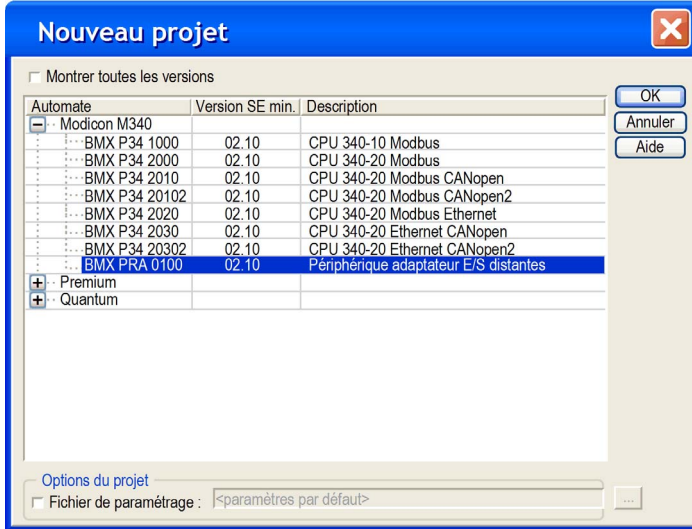 Nouveau projet
Montrer toutes les versions
Automate Version SE min. Description
Modicon M340
BMX P34 1000 02.10 CPU 340-10 Modbus
BMX P34 2000 02.10 CPU 340-20 Modbus
BMX P34 2010 02.10 CPU 340-20 Modbus CANopen
BMX P34 20102 02.10 CPU 340-20 Modbus CANopen2
BMX P34 2020 02.10 CPU 340-20 Modbus Ethernet
BMX P34 2030 02.10 CPU 340-20 Ethernet CANopen
BMX P34 20302 02.10 CPU 340-20 Ethernet CANopen2
BMX PRA 0100 02.10 Périphérique adaptateur E/S distantes
Premium
Quantum
OK
Annuler
Aide
Options du projet
Fichier de paramétrage : <paramètres par défaut> ...